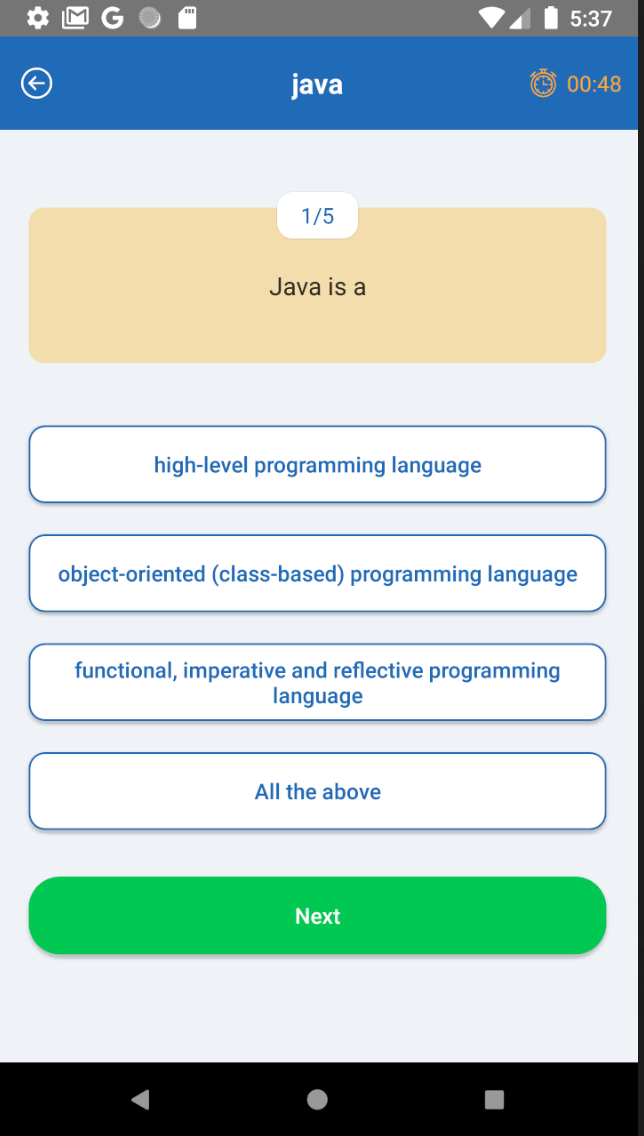 5:37
java
00:48
1/5
Java is a
high-level programming language
object-oriented (class-based) programming language
functional, imperative and reflective programming
language
All the above
Next